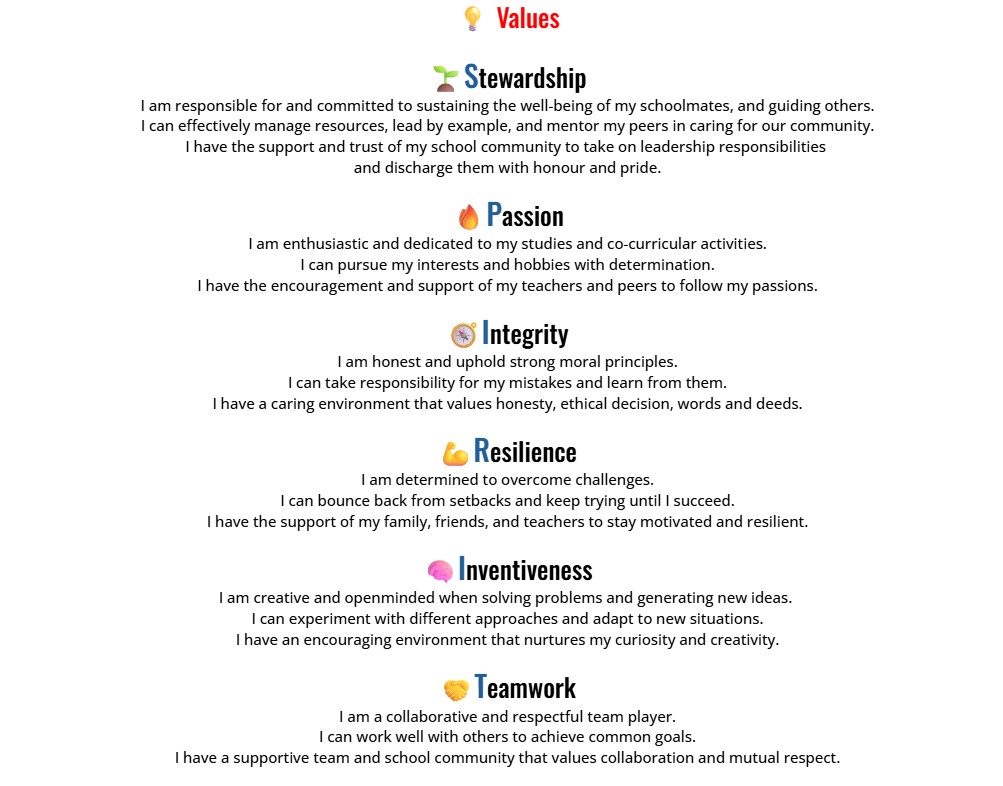 Values
Stewardship
I am responsible for and committed to sustaining the well-being of my schoolmates, and guiding others.
I can effectively manage resources, lead by example, and mentor my peers in caring for our community.
I have the support and trust of my school community to take on leadership responsibilities
and discharge them with honour and pride.
Passion
I am enthusiastic and dedicated to my studies and co-curricular activities.
I can pursue my interests and hobbies with determination.
I have the encouragement and support of my teachers and peers to follow my passions.
Integrity
I am honest and uphold strong moral principles.
I can take responsibility for my mistakes and learn from them.
I have a caring environment that values honesty, ethical decision, words and deeds.
Resilience
I am determined to overcome challenges.
I can bounce back from setbacks and keep trying until I succeed.
I have the support of my family, friends, and teachers to stay motivated and resilient.
Inventiveness
I am creative and openminded when solving problems and generating new ideas.
I can experiment with different approaches and adapt to new situations.
I have an encouraging environment that nurtures my curiosity and creativity.
Teamwork
I am a collaborative and respectful team player.
I can work well with others to achieve common goals.
I have a supportive team and school community that values collaboration and mutual respect.